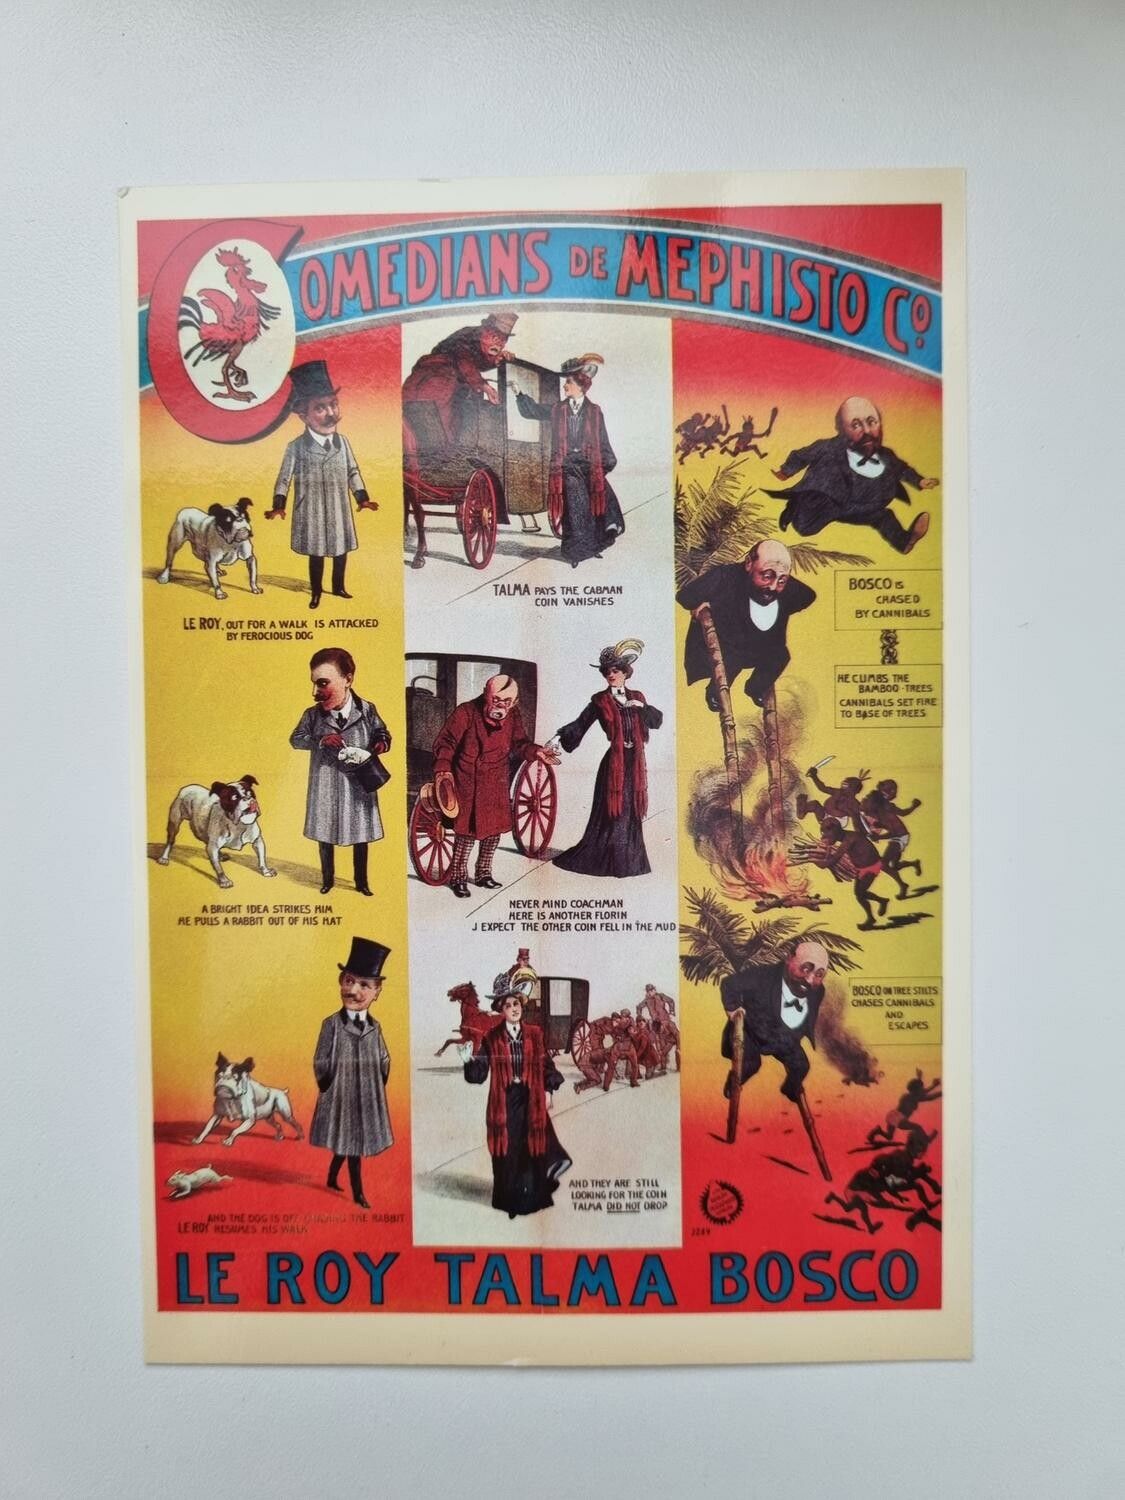 COMEDIANS DE MEPHISTO Co.
LE ROY, OUT FOR A WALK IS ATTACKED
BY FEROCIOUS DOG
A BRIGHT IDEA STRIKES HIM
HE PULLS A RABBIT OUT OF HIS HAT
AND THE DOG IS OFF CHASING THE RABBIT
LE ROY RESUMES HIS WALK
TALMA PAYS THE CABMAN
COIN VANISHES
NEVER MIND COACHMAN
HERE IS ANOTHER FLORIN
J EXPECT THE OTHER COIN FELL IN THE MUD
AND THEY ARE STILL
LOOKING FOR THE COIN
TALMA DID NOT DROP
BOSCO IS
CHASED
BY CANNIBALS
HE CLIMBS THE
BAMBOO-TREES
CANNIBALS SET FIRE
TO BASE OF TREES
BOSCO ON TREE STILTS
CHASES CANNIBALS
AND
ESCAPES
LE ROY TALMA BOSCO